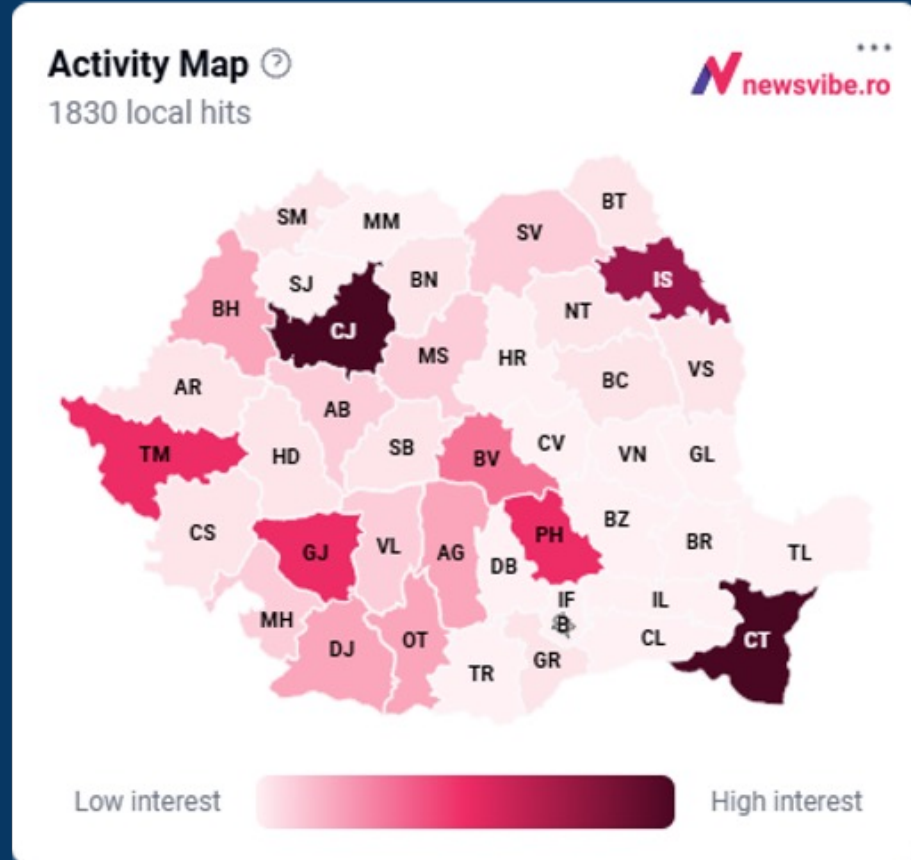 Activity Map ?
1830 local hits
newsvibe.ro
BT
SM
MM
SV
IS
SJ
BN
BH
CJ
NT
MS
HR
VS
BC
AR
AB
CV
SB
TM
HD
BV
VN
GL
BZ
CS
PH
BR
GJ
VL
AG
TL
DB
IF
IL
MH
B
CL
CT
DJ
OT
GR
TR
Low interest
High interest